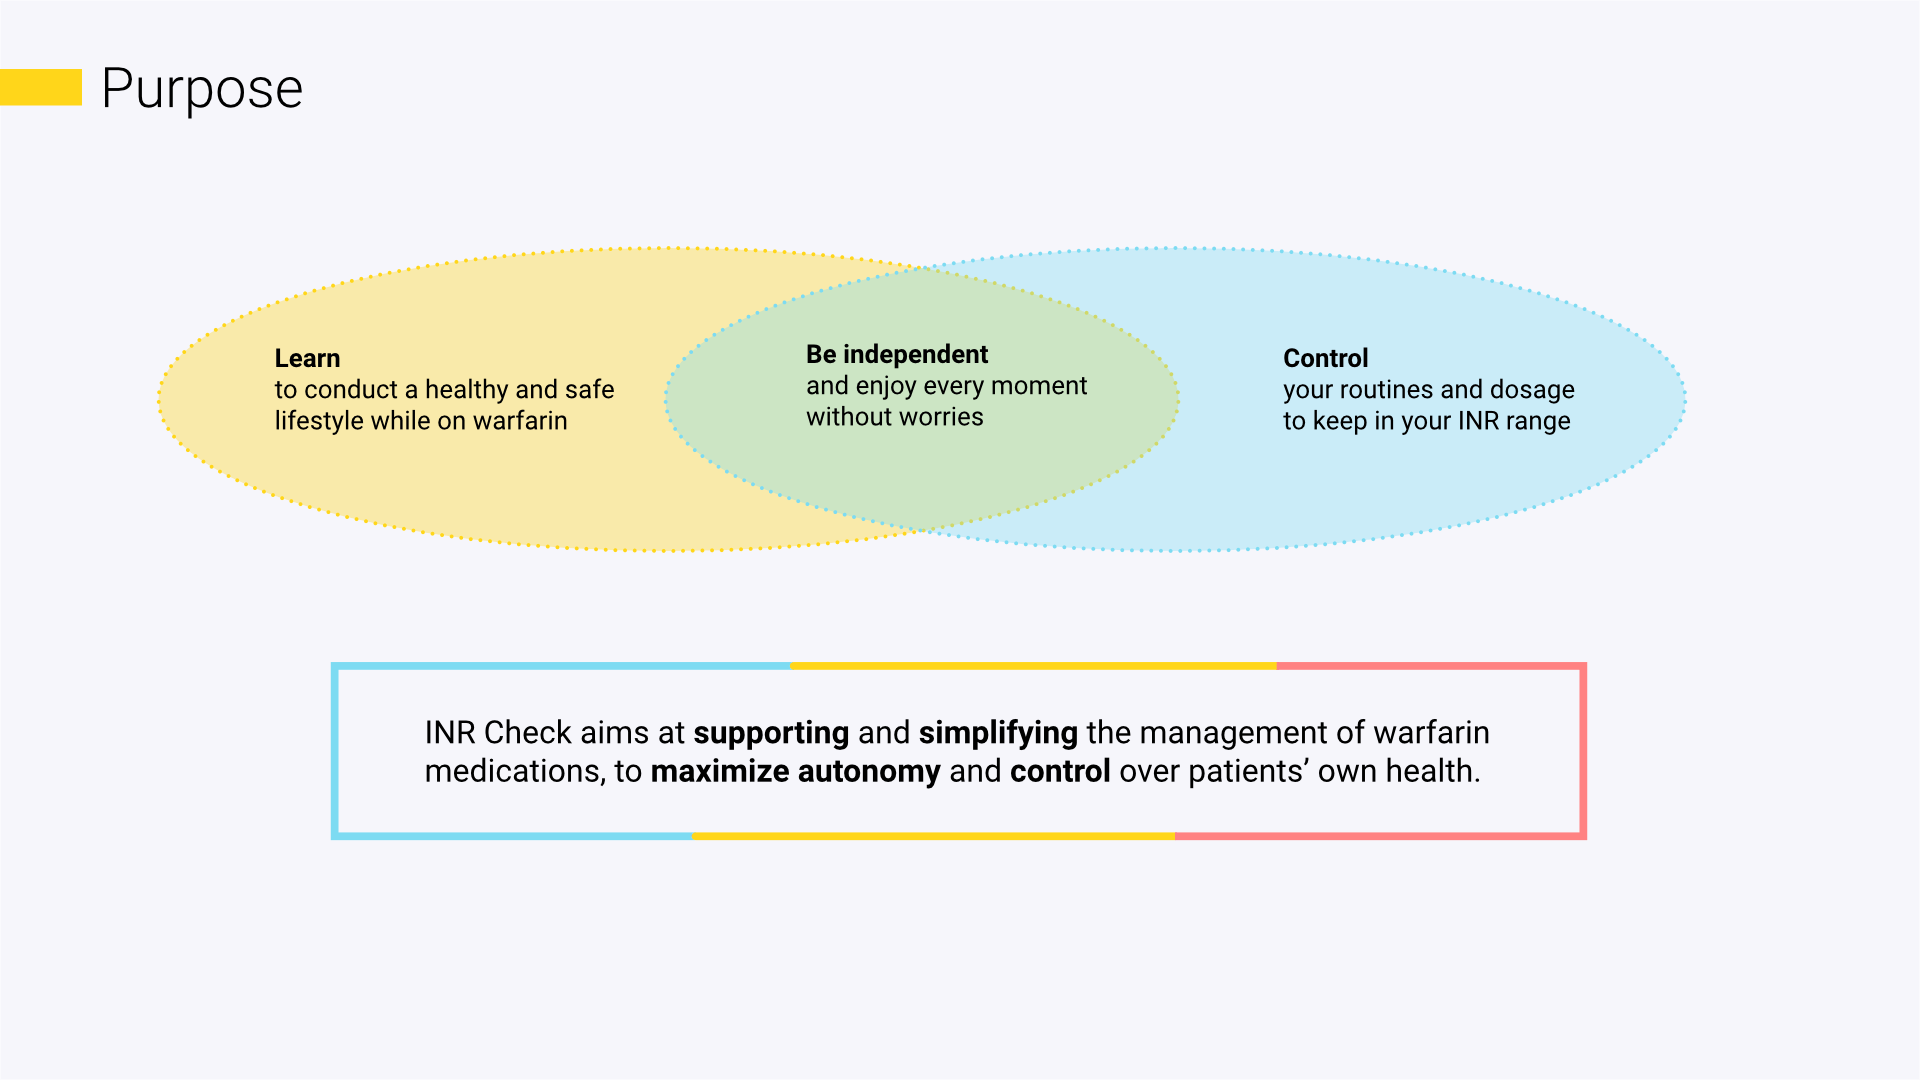 Purpose
Learn
to conduct a healthy and safe
lifestyle while on warfarin
Be independent
and enjoy every moment
without worries
Control
your routines and dosage
to keep in your INR range
INR Check aims at supporting and simplifying the management of warfarin
medications, to maximize autonomy and control over patients’ own health.